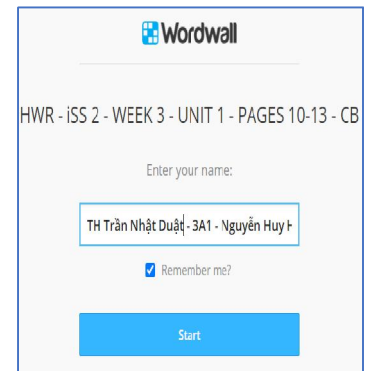 Wordwall
HWR - iSS 2 - WEEK 3 - UNIT 1 - PAGES 10-13 - CB
Enter your name:
TH Trần Nhật Duật - 3A1 - Nguyễn Huy
Remember me?
Start